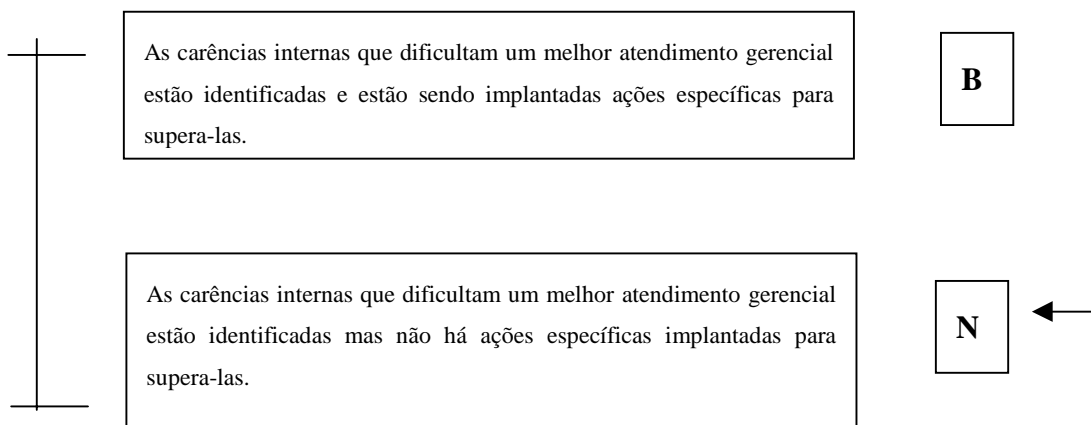 As carências internas que dificultam um melhor atendimento gerencial
estão identificadas e estão sendo implantadas ações específicas para
supera-las.
B
As carências internas que dificultam um melhor atendimento gerencial
estão identificadas mas não há ações específicas implantadas para
supera-las.
N